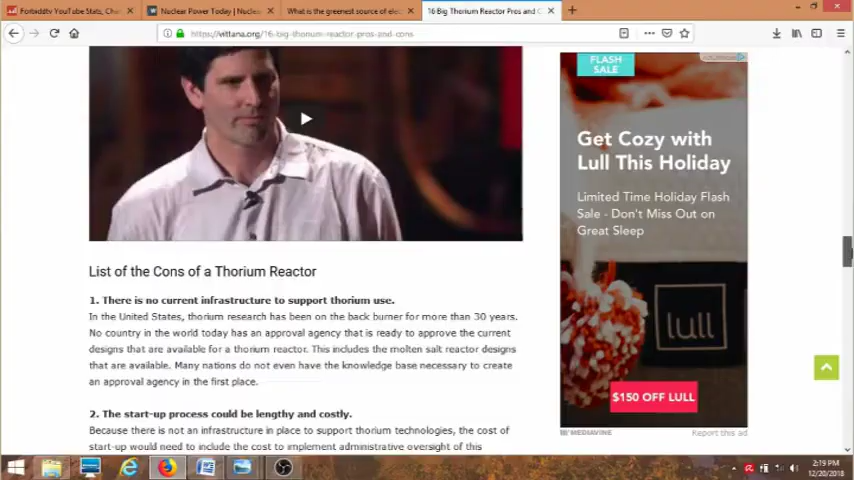 Forbiddtv YouTube Stats, Chan
Nuclear Power Today | Nuclear
What is the greenest source of elec
16 Big Thorium Reactor Pros and C
https://vittana.org/16-big-thorium-reactor-pros-and-cons
FLASH
SALE
Get Cozy with
Lull This Holiday
Limited Time Holiday Flash
Sale - Don't Miss Out on
Great Sleep
lull
$150 OFF LULL
MEDIAVINE
Report this ad
List of the Cons of a Thorium Reactor
1. There is no current infrastructure to support thorium use.
In the United States, thorium research has been on the back burner for more than 30 years.
No country in the world today has an approval agency that is ready to approve the current
designs that are available for a thorium reactor. This includes the molten salt reactor designs
that are available. Many nations do not even have the knowledge base necessary to create
an approval agency in the first place.
2. The start-up process could be lengthy and costly.
Because there is not an infrastructure in place to support thorium technologies, the cost of
start-up would need to include the cost to implement administrative oversight of this
2:19 PM
12/20/2018